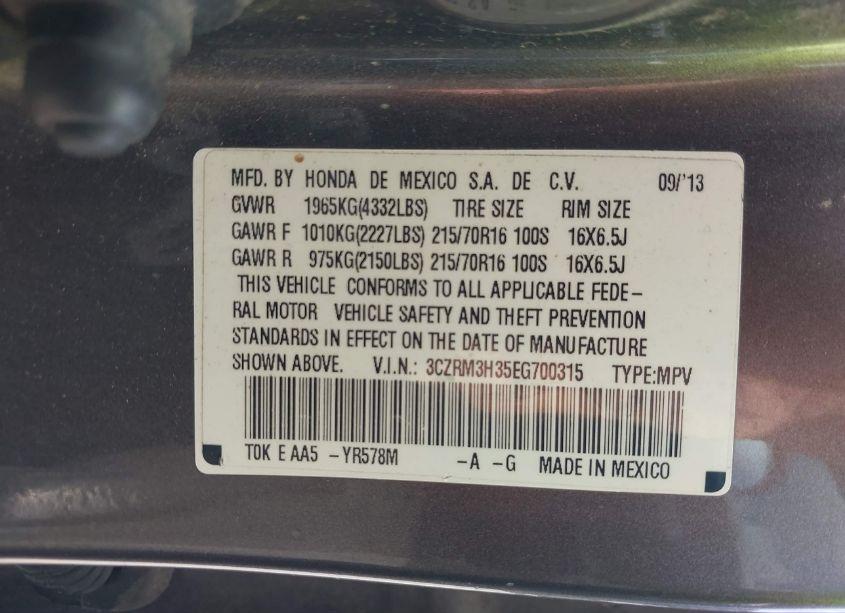 MFD. BY HONDA DE MEXICO S.A. DE C.V. 09/'13
GVWR 1965KG(4332LBS) TIRE SIZE RIM SIZE
GAWR F 1010KG(2227LBS) 215/70R16 100S 16X6.5J
GAWR R 975KG(2150LBS) 215/70R16 100S 16X6.5J
THIS VEHICLE CONFORMS TO ALL APPLICABLE FEDE-
RAL MOTOR VEHICLE SAFETY AND THEFT PREVENTION
STANDARDS IN EFFECT ON THE DATE OF MANUFACTURE
SHOWN ABOVE. V.I.N.: 3CZRM3H35EG700315 TYPE:MPV
T0K E AA5 -YR578M -A -G MADE IN MEXICO